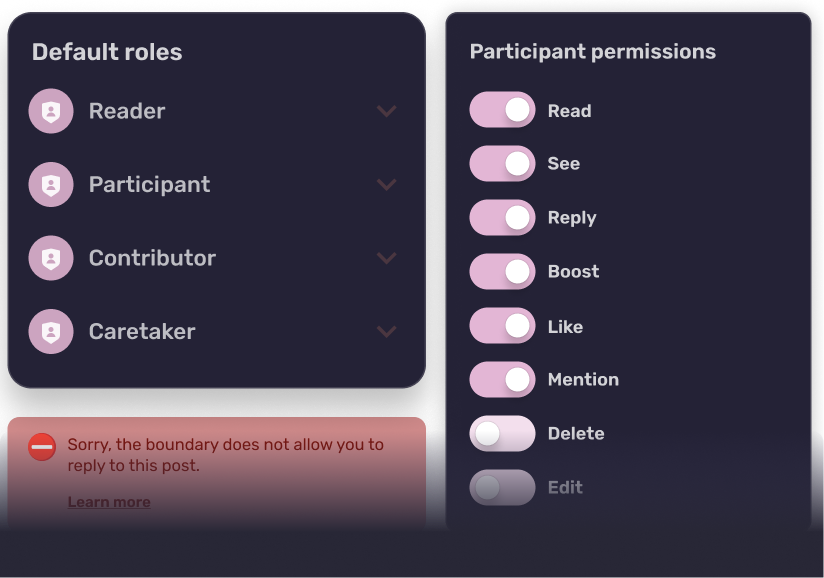 Default roles
Reader
Participant
Contributor
Caretaker
Sorry, the boundary does not allow you to
reply to this post.
Learn more
Participant permissions
Read
See
Reply
Boost
Like
Mention
Delete
Edit